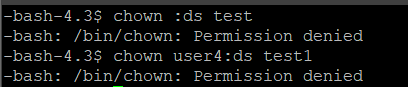 -bash-4.3$ chown :ds test
-bash: /bin/chown: Permission denied
-bash-4.3$ chown user4:ds test1
-bash: /bin/chown: Permission denied